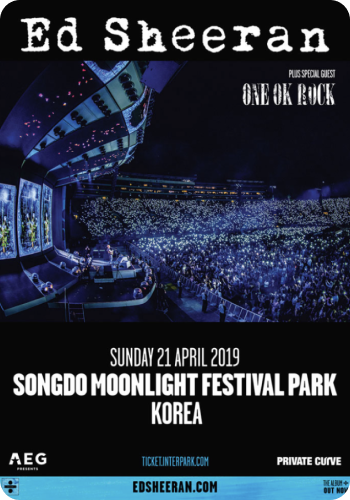 Ed Sheeran
PLUS SPECIAL GUEST
ONE OK ROCK
SUNDAY 21 APRIL 2019
SONGDO MOONLIGHT FESTIVAL PARK
KOREA
AEG
PRESENTS
TICKET.INTERPARK.COM
PRIVATE CURVE
÷
EDSHEERAN.COM
THE ALBUM ÷
OUT NOW